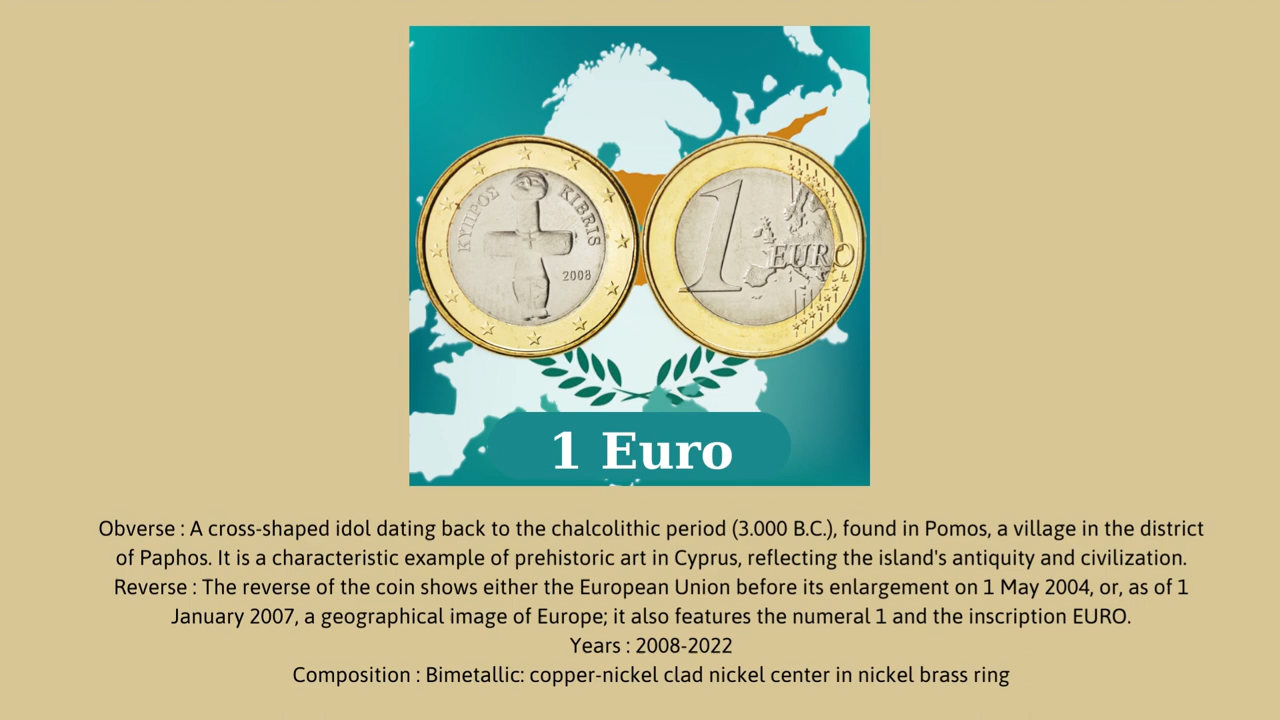 ΚΥΠΡΟΣ
KIBRIS
2008
1
EURO
1 Euro
Obverse : A cross-shaped idol dating back to the chalcolithic period (3.000 B.C.), found in Pomos, a village in the district
of Paphos. It is a characteristic example of prehistoric art in Cyprus, reflecting the island's antiquity and civilization.
Reverse : The reverse of the coin shows either the European Union before its enlargement on 1 May 2004, or, as of 1
January 2007, a geographical image of Europe; it also features the numeral 1 and the inscription EURO.
Years : 2008-2022
Composition : Bimetallic: copper-nickel clad nickel center in nickel brass ring